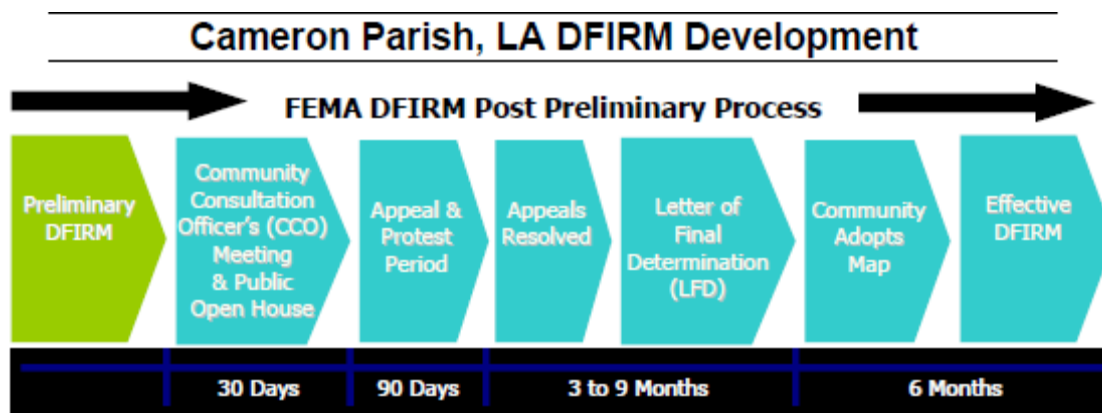 Cameron Parish, LA DFIRM Development
FEMA DFIRM Post Preliminary Process
Preliminary
DFIRM
Community
Consultation
Officer's (CCO)
Meeting
& Public
Open House
Appeal &
Protest
Period
Appeals
Resolved
Letter of
Final
Determination
(LFD)
Community
Adopts
Map
Effective
DFIRM
30 Days
90 Days
3 to 9 Months
6 Months